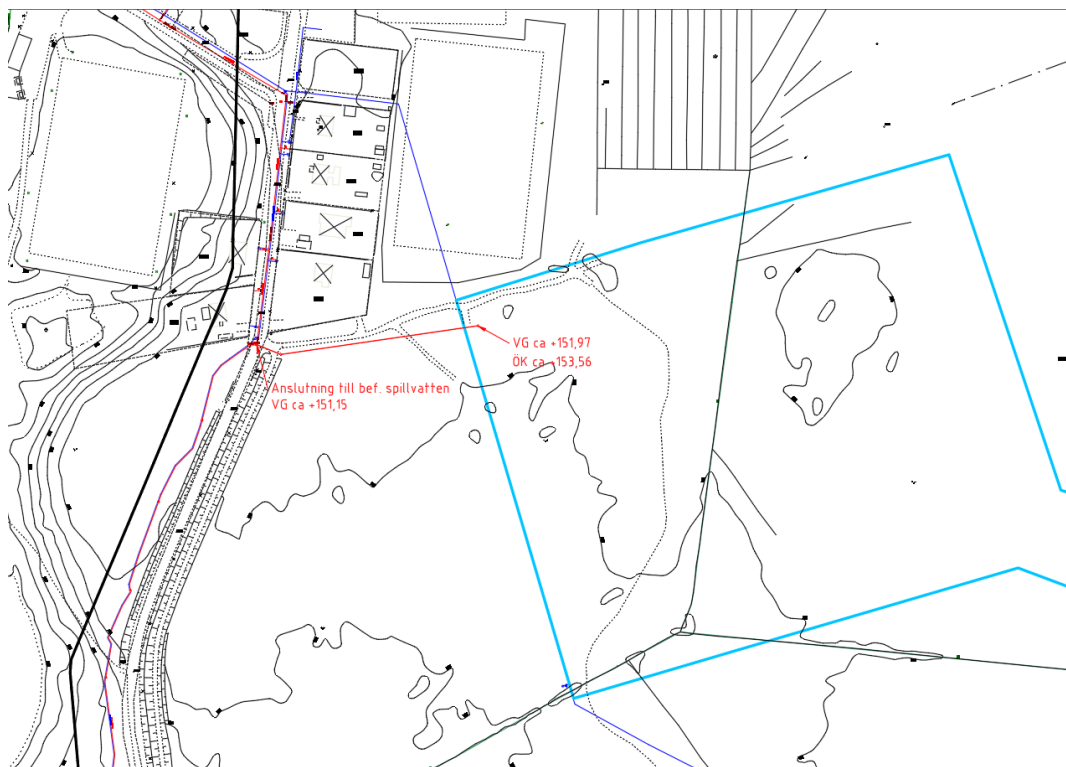 VG ca +151,97
ÖK ca +153,56
Anslutning till bef. spillvatten
VG ca +151,15